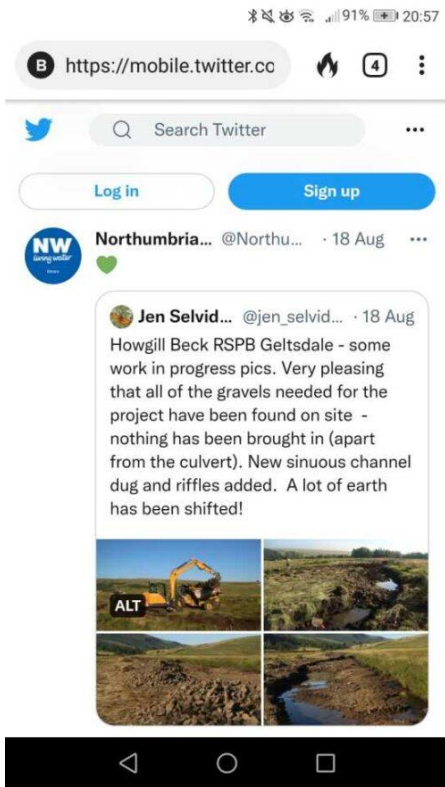 91% 20:57
B https://mobile.twitter.cc 4
Search Twitter
Log in Sign up
NW
living water
Northumbria... @Northu... · 18 Aug
Jen Selvid... @jen_selvid... · 18 Aug
Howgill Beck RSPB Geltsdale - some
work in progress pics. Very pleasing
that all of the gravels needed for the
project have been found on site -
nothing has been brought in (apart
from the culvert). New sinuous channel
dug and riffles added. A lot of earth
has been shifted!
ALT